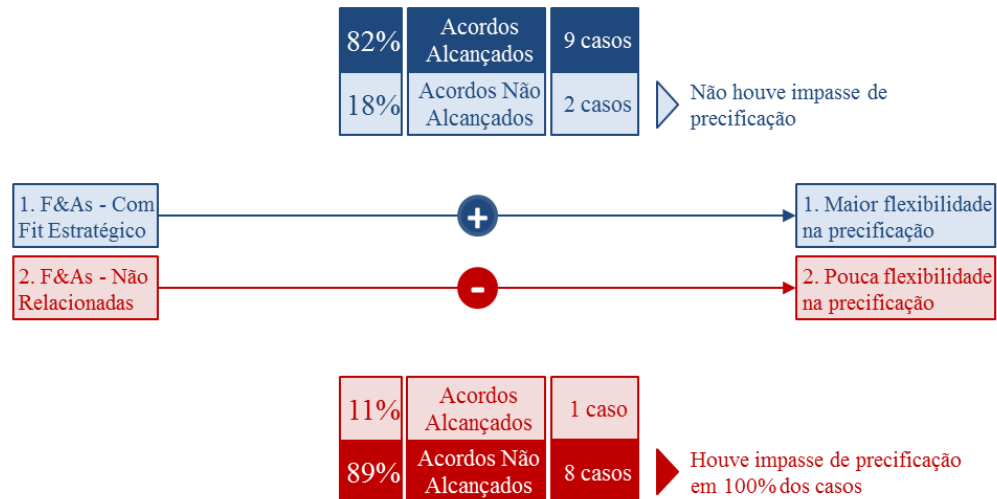 82%
Acordos
Alcançados
9 casos
18%
Acordos Não
Alcançados
2 casos
Não houve impasse de
precificação
1. F&As - Com
Fit Estratégico
+
1. Maior flexibilidade
na precificação
2. F&As - Não
Relacionadas
-
2. Pouca flexibilidade
na precificação
11%
Acordos
Alcançados
1 caso
89%
Acordos Não
Alcançados
8 casos
Houve impasse de precificação
em 100% dos casos